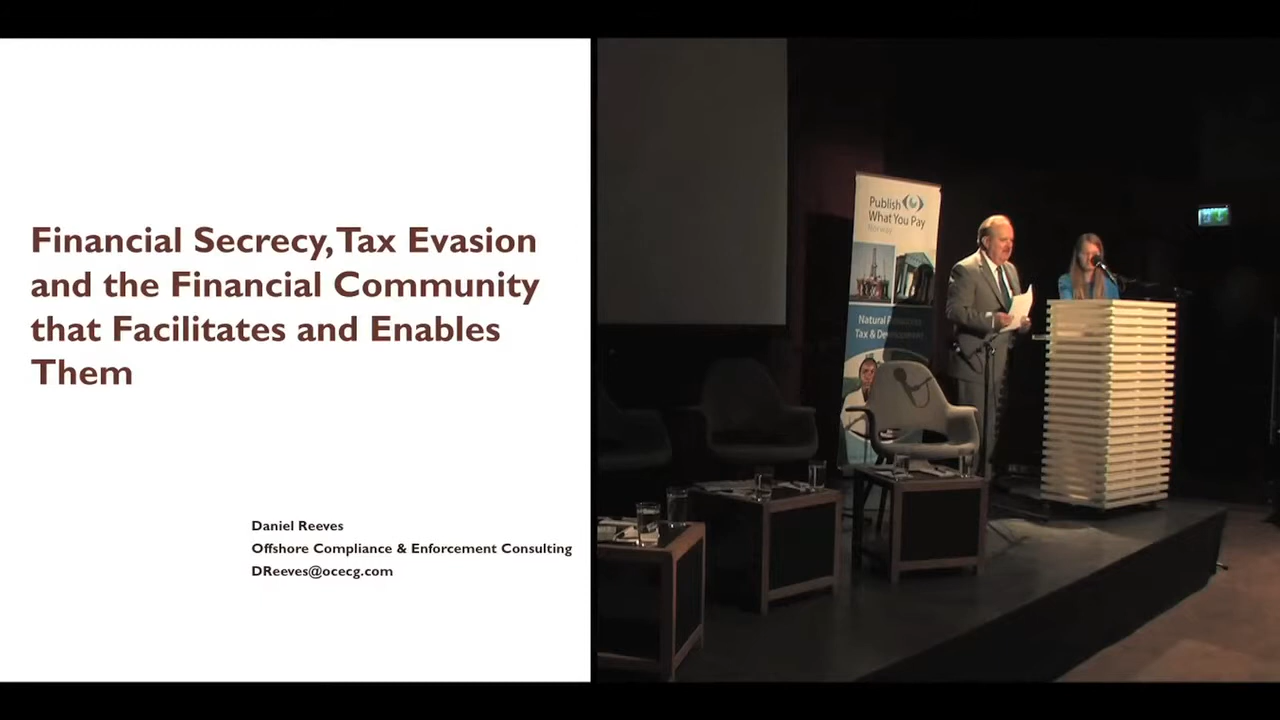 Financial Secrecy, Tax Evasion
and the Financial Community
that Facilitates and Enables
Them
Daniel Reeves
Offshore Compliance & Enforcement Consulting
DReeves@ocecg.com
Publish
What You Pay
Norway
Natural
Tax & Development